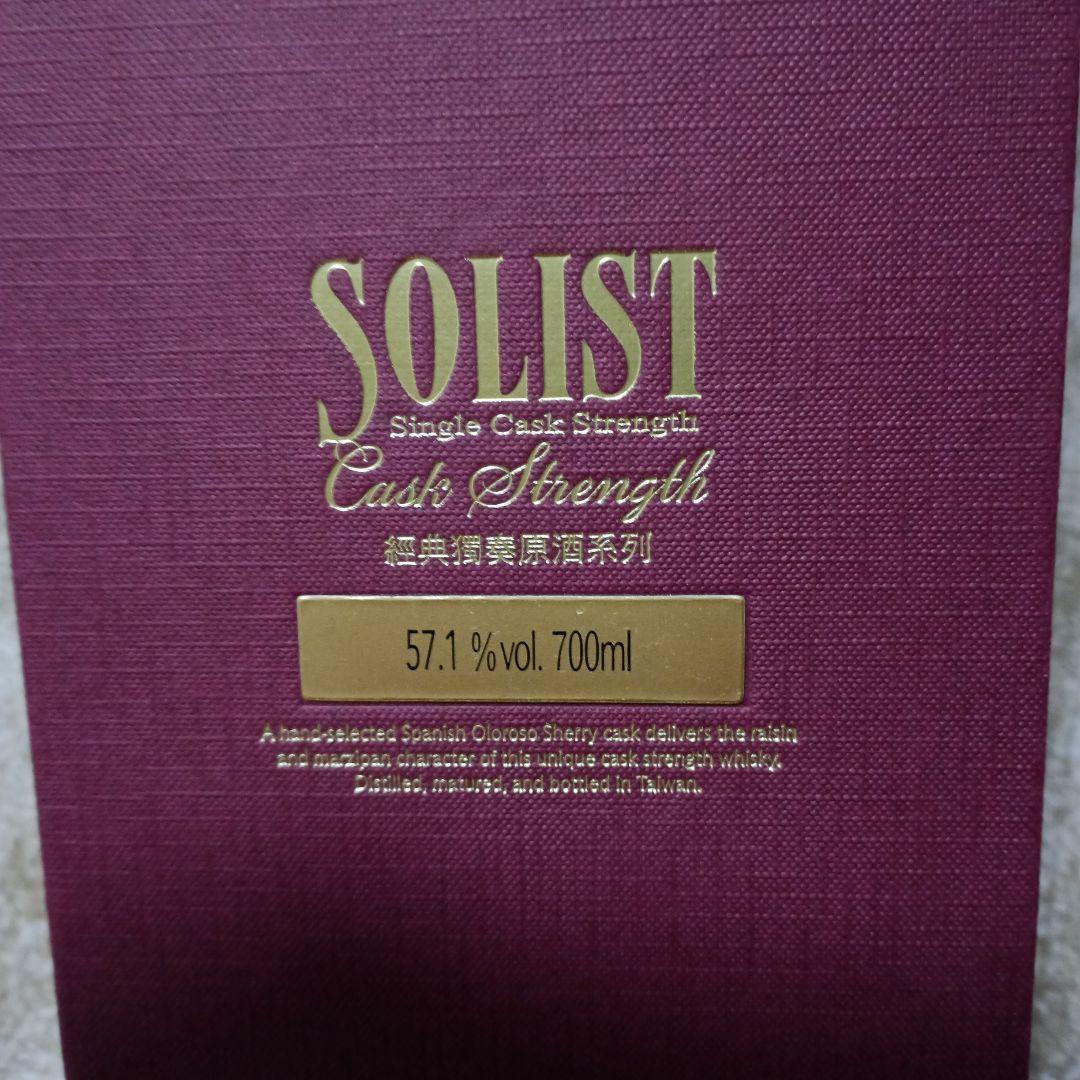 SOLIST
Single Cask Strength
Cask Strength
經典獨奏原酒系列
57.1 %vol. 700ml
A hand-selected Spanish Oloroso Sherry cask delivers the raisin
and marzipan character of this unique cask strength whisky.
Distilled, matured, and bottled in Taiwan.